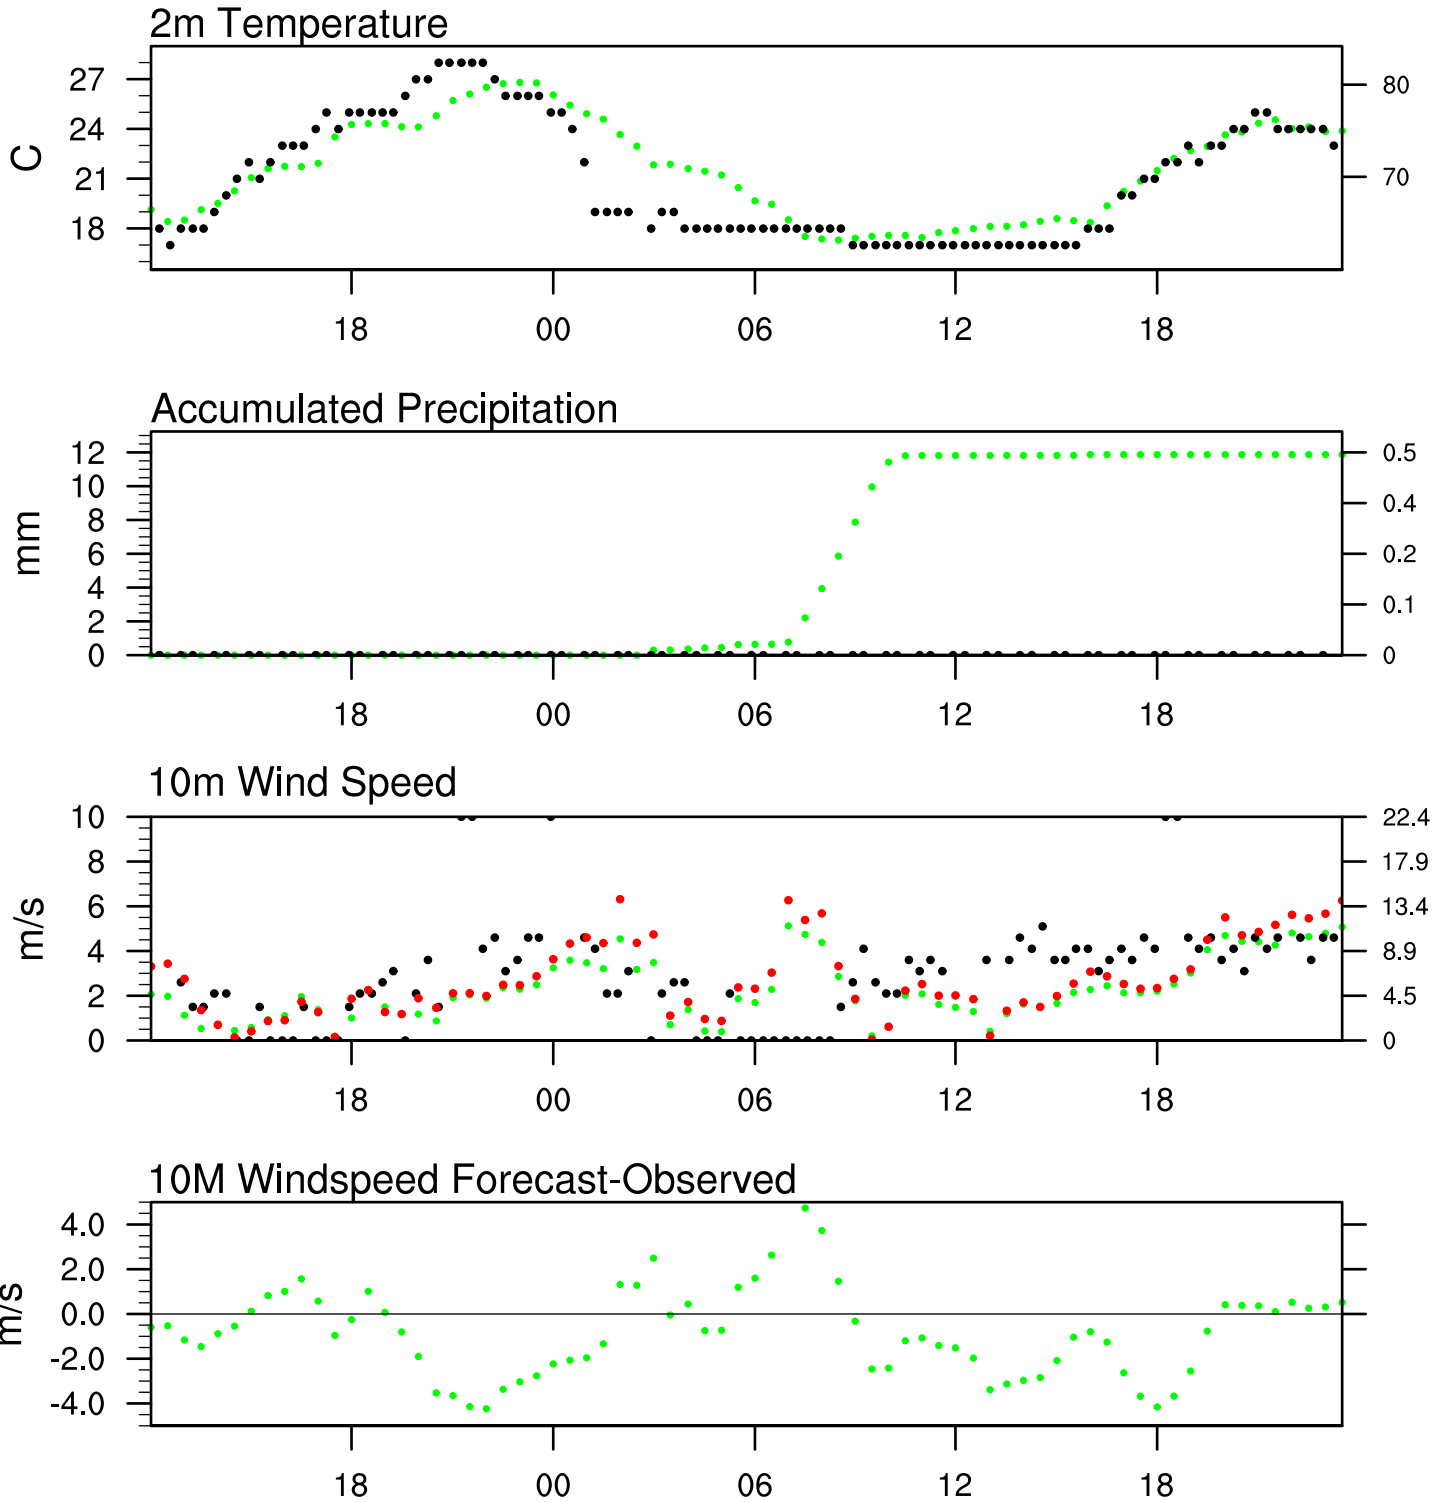 2m Temperature
27
24
21
18
C
80
70
18 00 06 12 18
Accumulated Precipitation
12
10
8
6
4
2
0
mm
0.5
0.4
0.2
0.1
0
18 00 06 12 18
10m Wind Speed
10
8
6
4
2
0
m/s
22.4
17.9
13.4
8.9
4.5
0
18 00 06 12 18
10M Windspeed Forecast-Observed
4.0
2.0
0.0
-2.0
-4.0
m/s
18 00 06 12 18